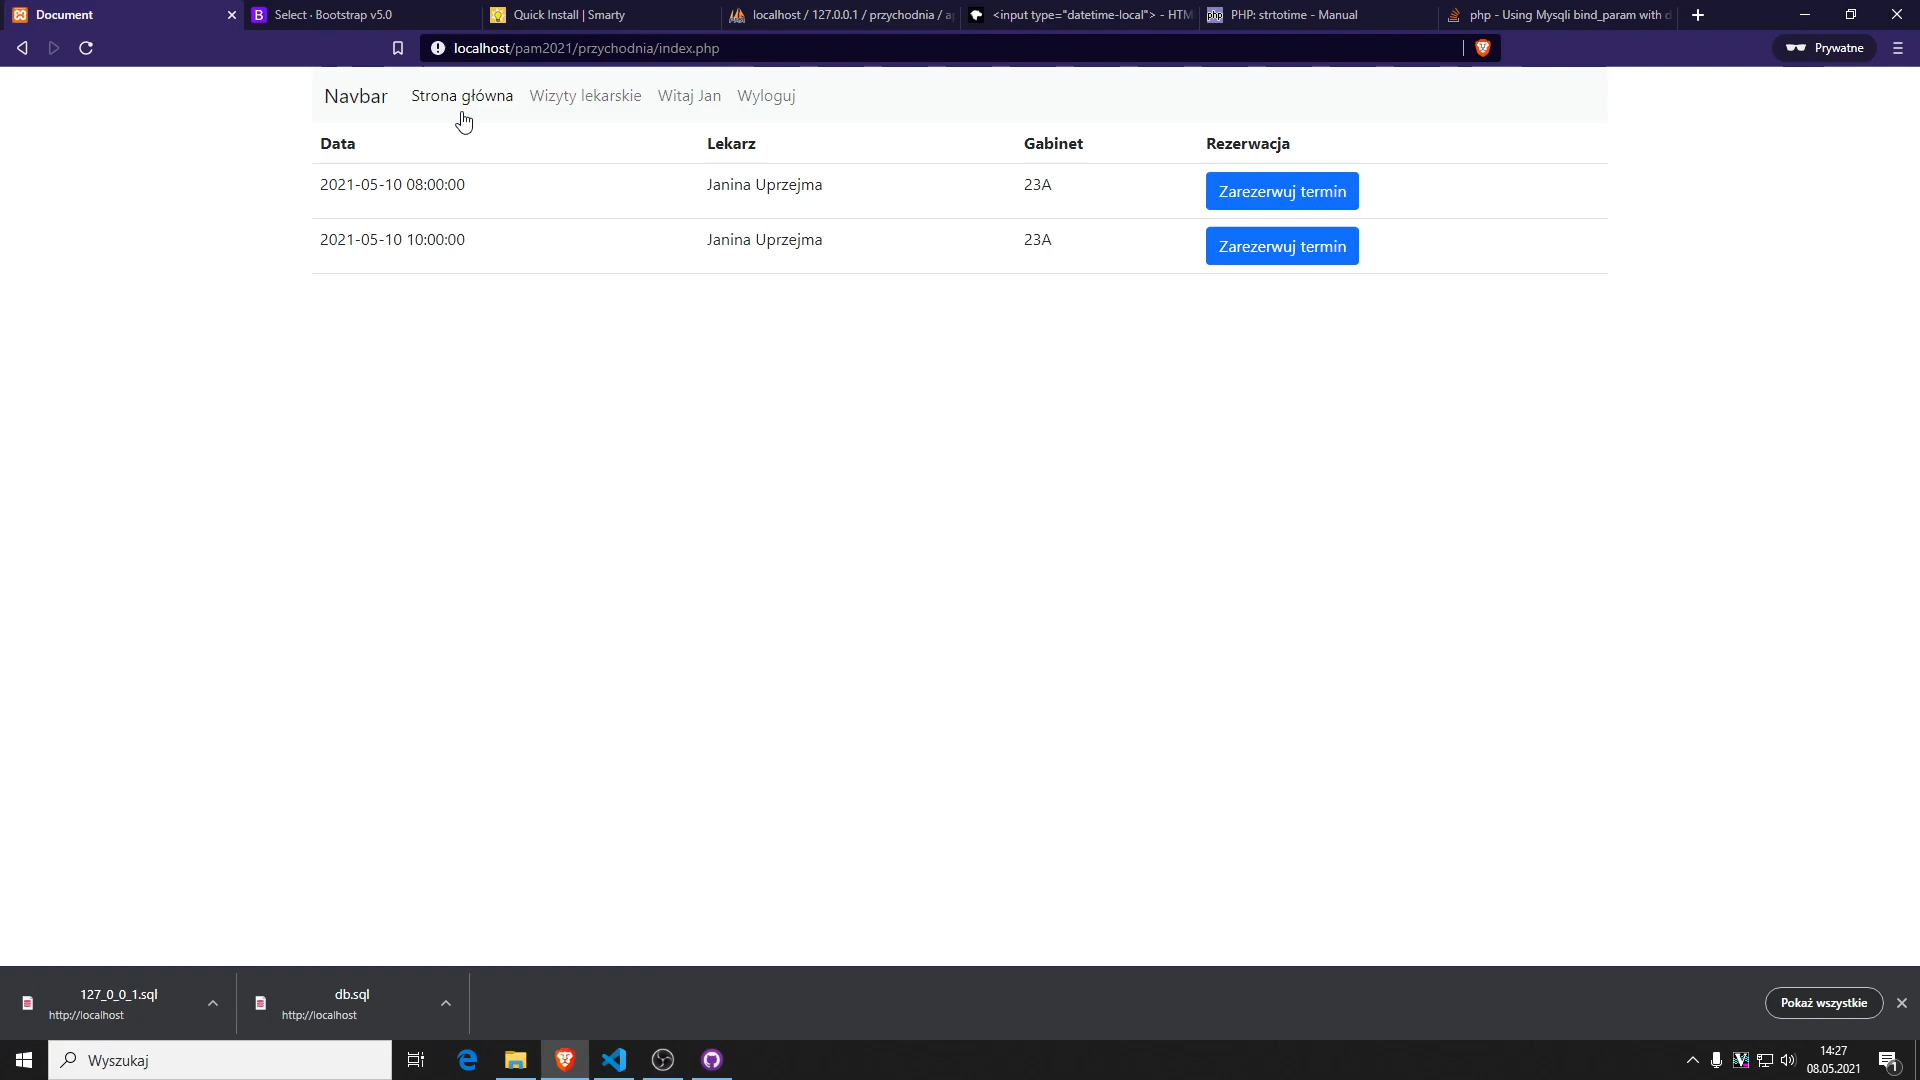 Document
Select · Bootstrap v5.0
Quick Install | Smarty
localhost / 127.0.0.1 / przychodnia / a
<input type="datetime-local"> - HTM
PHP: strtotime - Manual
php - Using Mysqli bind_param with d
localhost/pam2021/przychodnia/index.php
Prywatne
Navbar Strona główna Wizyty lekarskie Witaj Jan Wyloguj
Data Lekarz Gabinet Rezerwacja
2021-05-10 08:00:00 Janina Uprzejma 23A Zarezerwuj termin
2021-05-10 10:00:00 Janina Uprzejma 23A Zarezerwuj termin
127_0_0_1.sql
http://localhost
db.sql
http://localhost
Pokaż wszystkie
Wyszukaj
14:27
08.05.2021
1